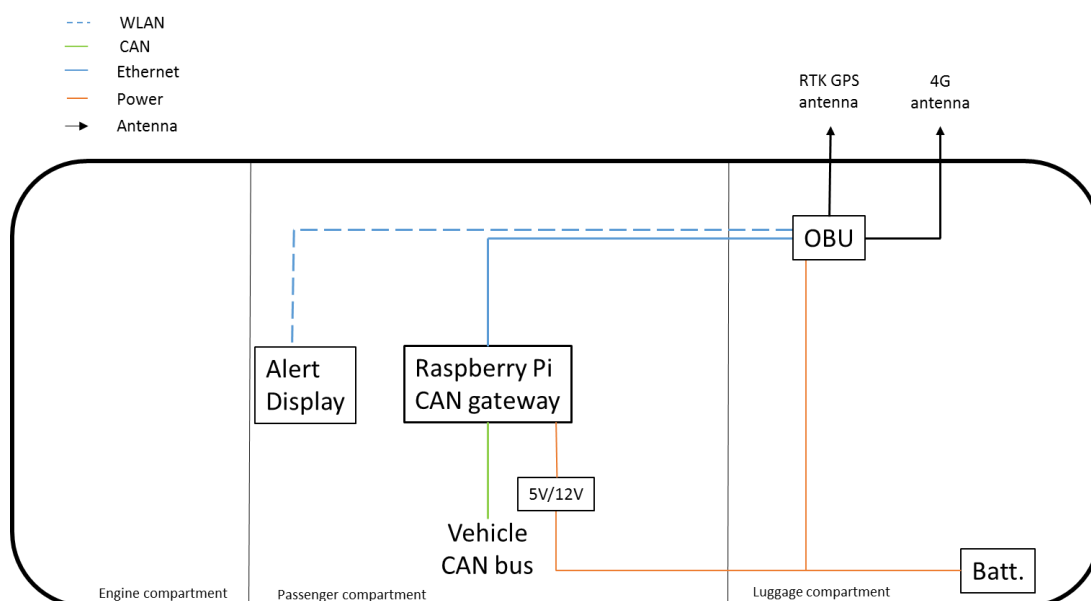 WLAN
CAN
Ethernet
Power
Antenna
RTK GPS
antenna
4G
antenna
OBU
Alert
Display
Raspberry Pi
CAN gateway
5V/12V
Vehicle
CAN bus
Batt.
Engine compartment
Passenger compartment
Luggage compartment